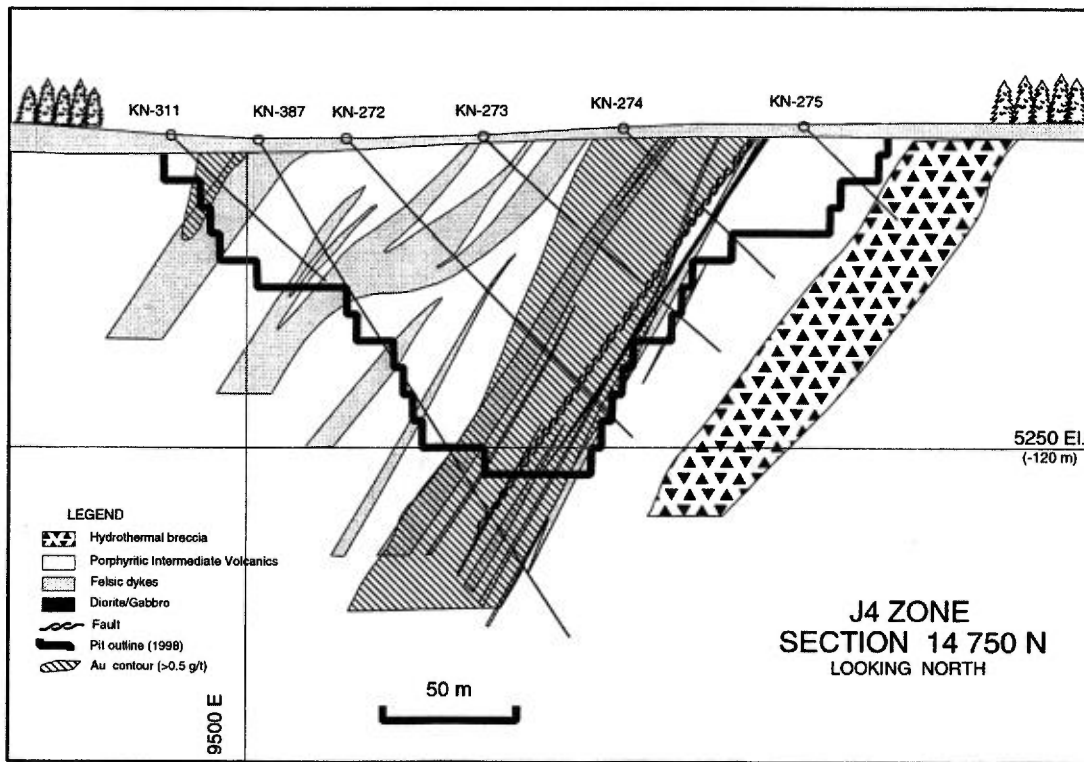 KN-311
KN-387
KN-272
KN-273
KN-274
KN-275
5250 El.
(-120 m)
LEGEND
Hydrothermal breccia
Porphyritic Intermediate Volcanics
Felsic dykes
Diorite/Gabbro
Fault
Pit outline (1998)
Au contour (>0.5 g/t)
9500 E
50 m
J4 ZONE
SECTION 14 750 N
LOOKING NORTH